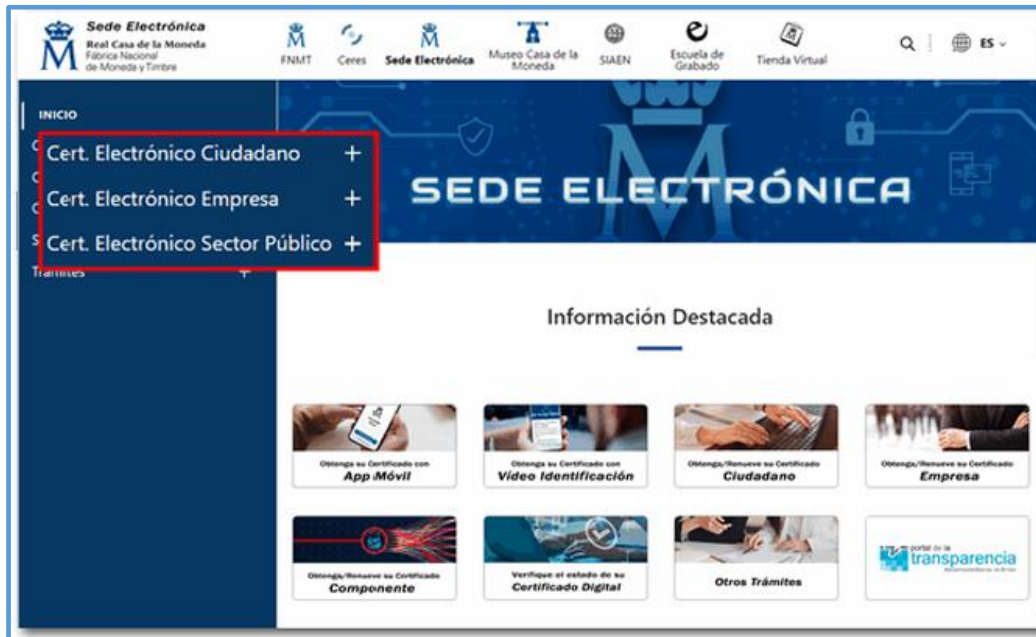 Sede Electrónica
Real Casa de la Moneda
Fábrica Nacional
de Moneda y Timbre
FNMT
Ceres
Sede Electrónica
Museo Casa de la
Moneda
SIAEN
Escuela de
Grabado
Tienda Virtual
ES
INICIO
Cert. Electrónico Ciudadano +
Cert. Electrónico Empresa +
Cert. Electrónico Sector Público +
Trámites +
SEDE ELECTRÓNICA
Información Destacada
Obtenga su Certificado con
App Móvil
Obtenga su Certificado con
Vídeo Identificación
Obtenga/Renueve su Certificado
Ciudadano
Obtenga/Renueve su Certificado
Empresa
Obtenga/Renueve su Certificado
Componente
Verifique el estado de su
Certificado Digital
Otros Trámites
portal de la
transparencia